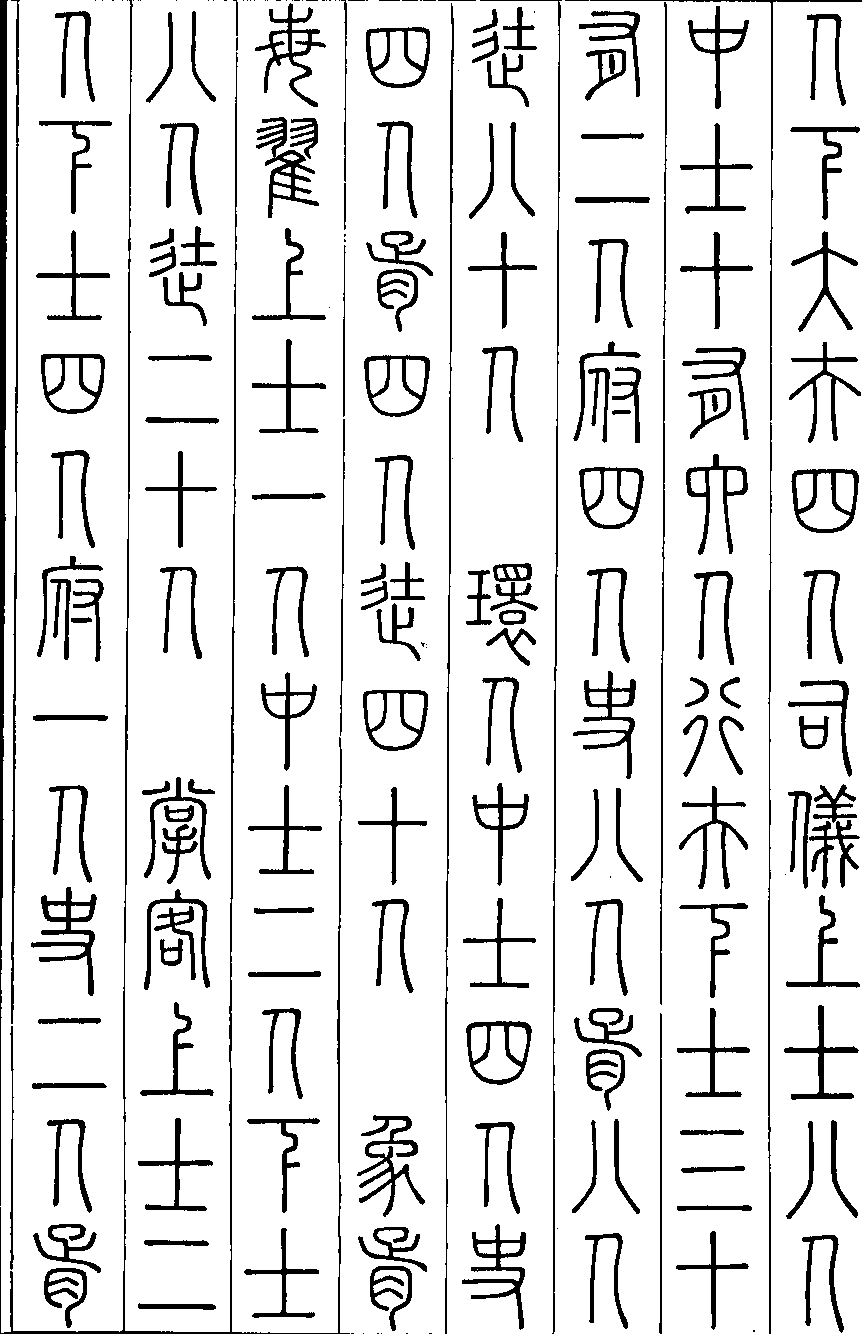 人下大夫四人司儀上士八人
中士十有六人行夫下士三十
有二人府四人史八人胥八人
徒八十人　環人中士四人史
四人胥四人徒四十人　象胥
每翟上士一人中士二人下士
八人徒二十人　掌客上士二
人下士四人府一人史二人胥